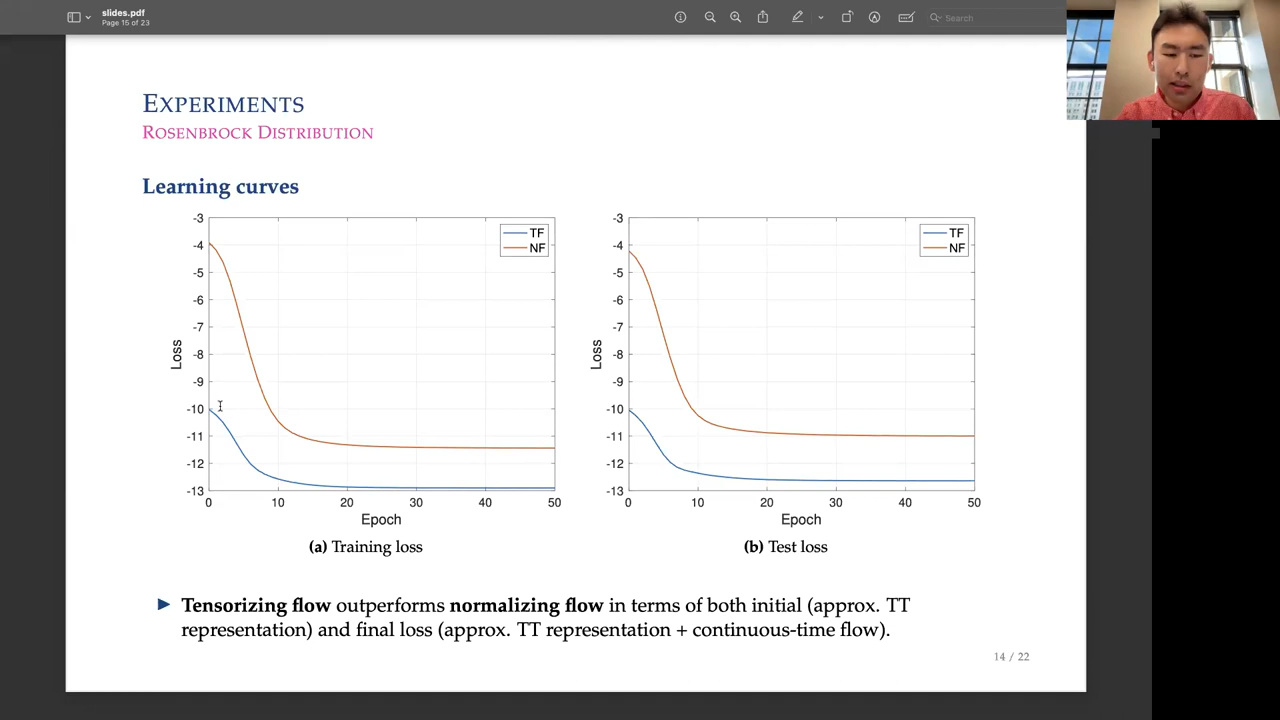 slides.pdf
Page 15 of 23
Search
EXPERIMENTS
ROSENBROCK DISTRIBUTION
Learning curves
-3
-4
-5
-6
-7
-8
-9
-10
-11
-12
-13
0 10 20 30 40 50
Loss
Epoch
TF
NF
(a) Training loss
-3
-4
-5
-6
-7
-8
-9
-10
-11
-12
-13
0 10 20 30 40 50
Loss
Epoch
TF
NF
(b) Test loss
Tensorizing flow outperforms normalizing flow in terms of both initial (approx. TT
representation) and final loss (approx. TT representation + continuous-time flow).
14 / 22